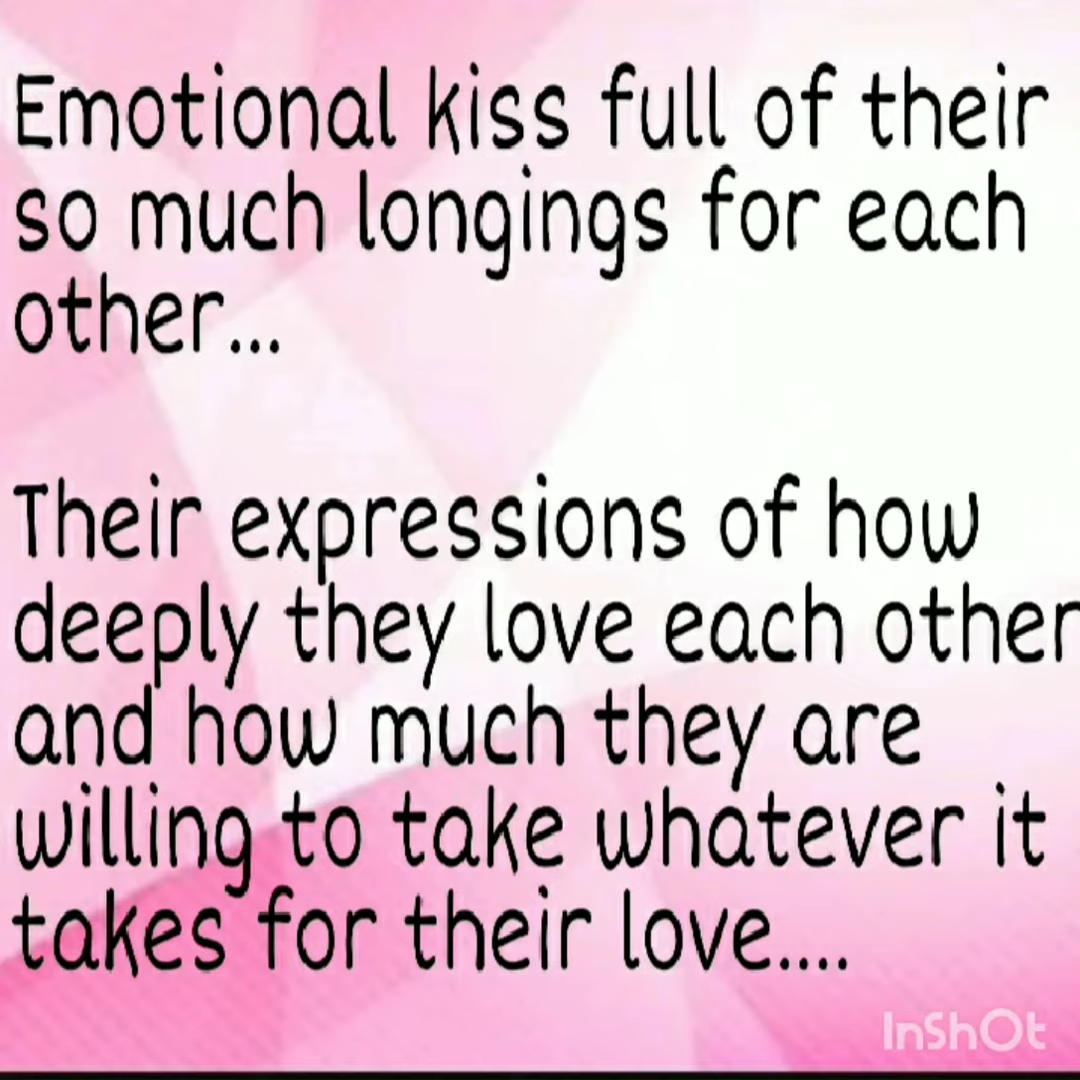 Emotional kiss full of their
so much longings for each
other...
Their expressions of how
deeply they love each other
and how much they are
willing to take whatever it
takes for their love....
InShOt